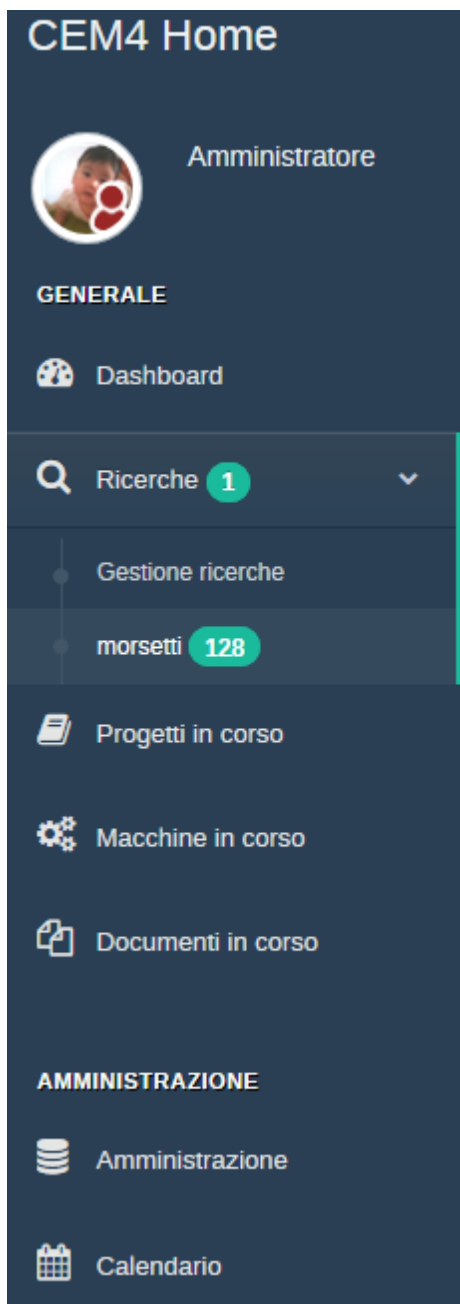 CEM4 Home
Amministratore
GENERALE
Dashboard
Ricerche 1
Gestione ricerche
morsetti 128
Progetti in corso
Macchine in corso
Documenti in corso
AMMINISTRAZIONE
Amministrazione
Calendario